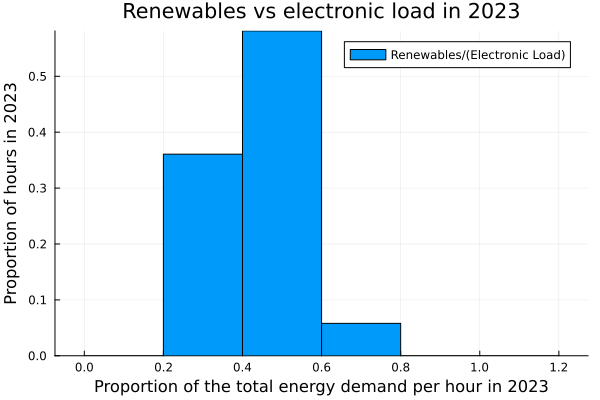 Renewables vs electronic load in 2023
Renewables/(Electronic Load)
Proportion of hours in 2023
0.5
0.4
0.3
0.2
0.1
0.0
0.0 0.2 0.4 0.6 0.8 1.0 1.2
Proportion of the total energy demand per hour in 2023